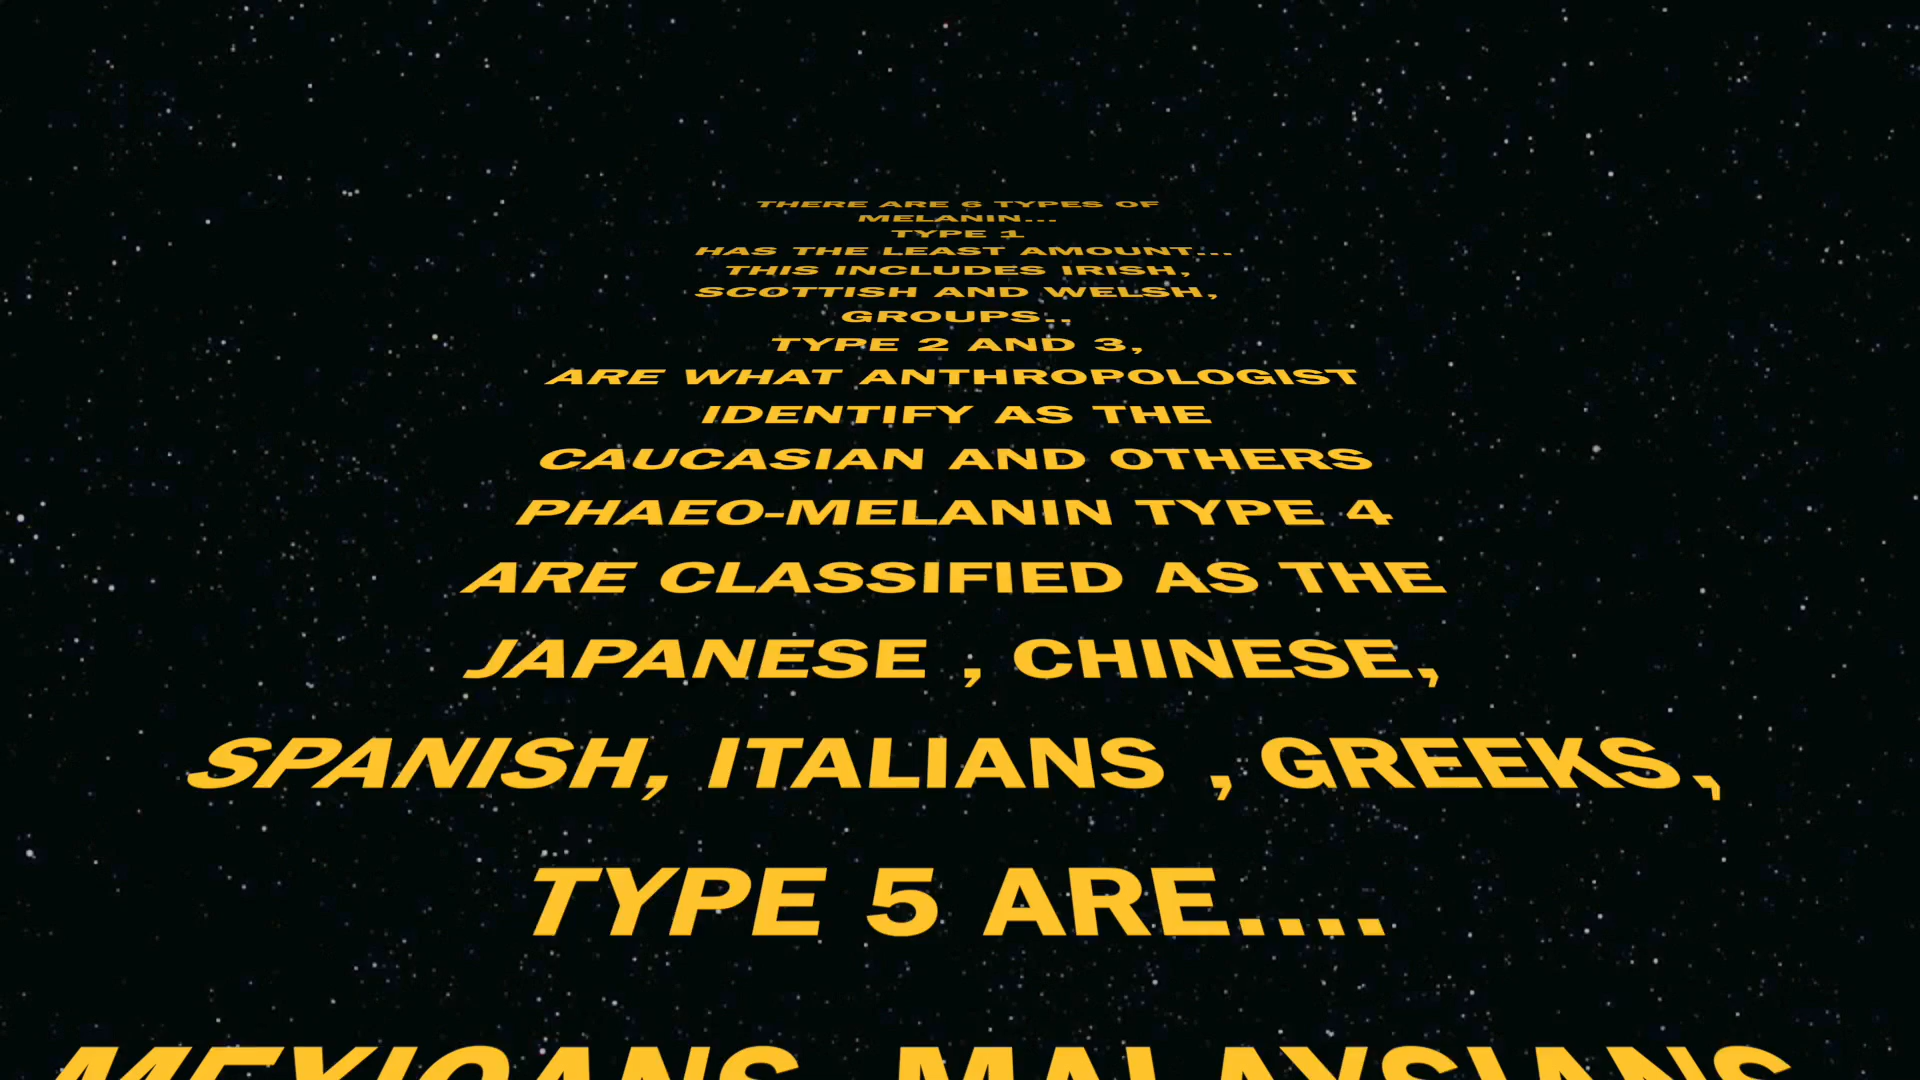 THERE ARE 6 TYPES OF
MELANIN...
TYPE 1
HAS THE LEAST AMOUNT...
THIS INCLUDES IRISH,
SCOTTISH AND WELSH,
GROUPS..
TYPE 2 AND 3,
ARE WHAT ANTHROPOLOGIST
IDENTIFY AS THE
CAUCASIAN AND OTHERS
PHAEO-MELANIN TYPE 4
ARE CLASSIFIED AS THE
JAPANESE , CHINESE,
SPANISH, ITALIANS , GREEKS,
TYPE 5 ARE....
MEXICANS, MALAYSIANS